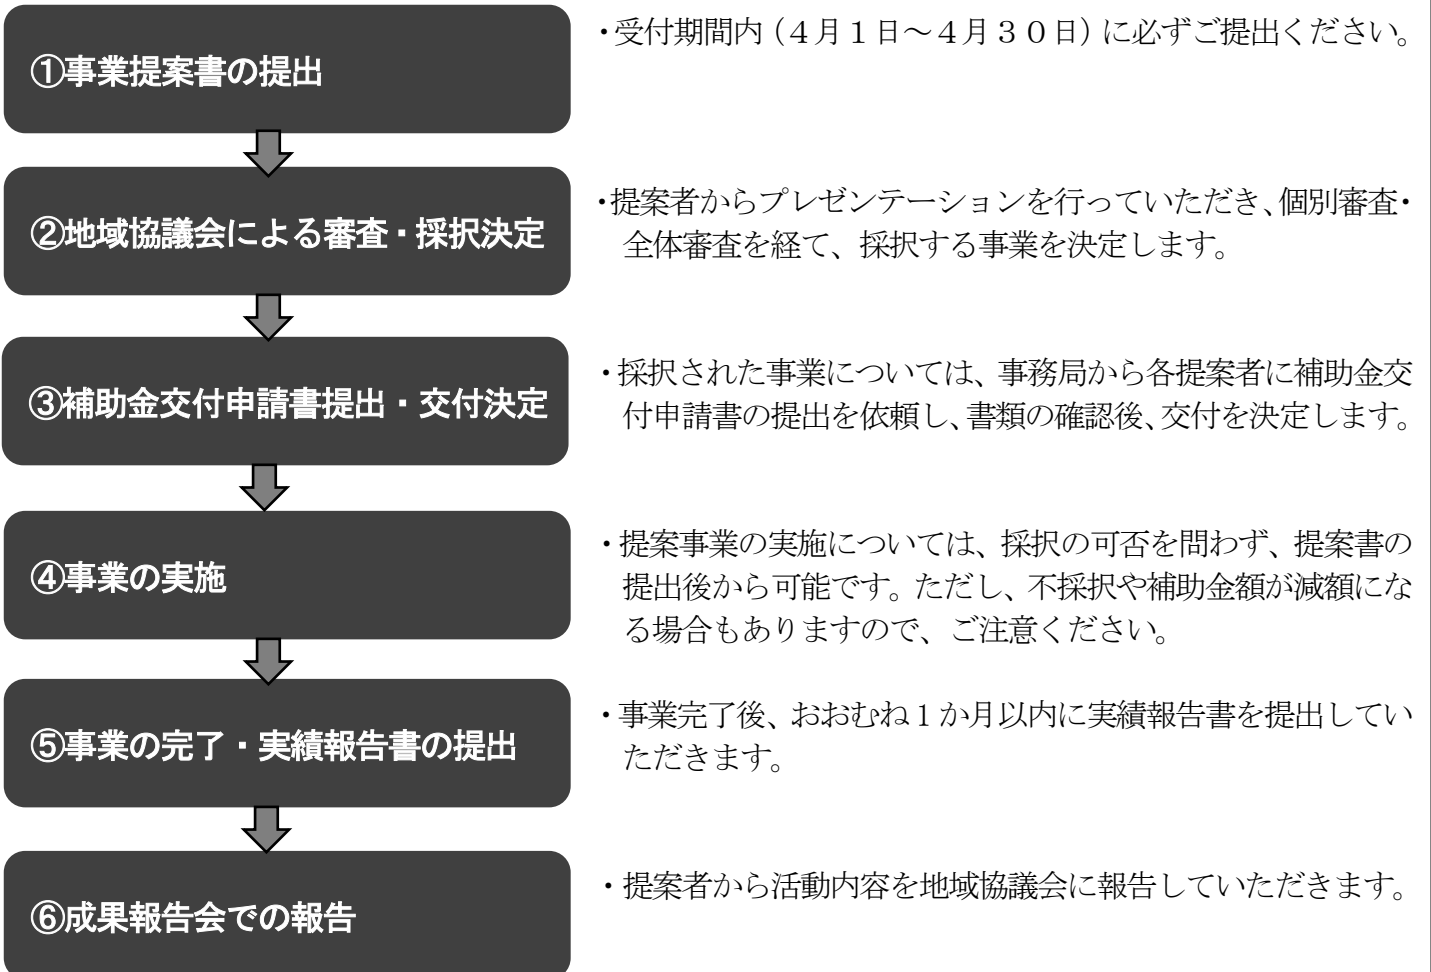 ①事業提案書の提出
・受付期間内（４月１日～４月３０日）に必ずご提出ください。
②地域協議会による審査・採択決定
・提案者からプレゼンテーションを行っていただき、個別審査・
全体審査を経て、採択する事業を決定します。
③補助金交付申請書提出・交付決定
・採択された事業については、事務局から各提案者に補助金交
付申請書の提出を依頼し、書類の確認後、交付を決定します。
④事業の実施
・提案事業の実施については、採択の可否を問わず、提案書の
提出後から可能です。ただし、不採択や補助金額が減額にな
る場合もありますので、ご注意ください。
⑤事業の完了・実績報告書の提出
・事業完了後、おおむね１か月以内に実績報告書を提出してい
ただきます。
⑥成果報告会での報告
・提案者から活動内容を地域協議会に報告していただきます。